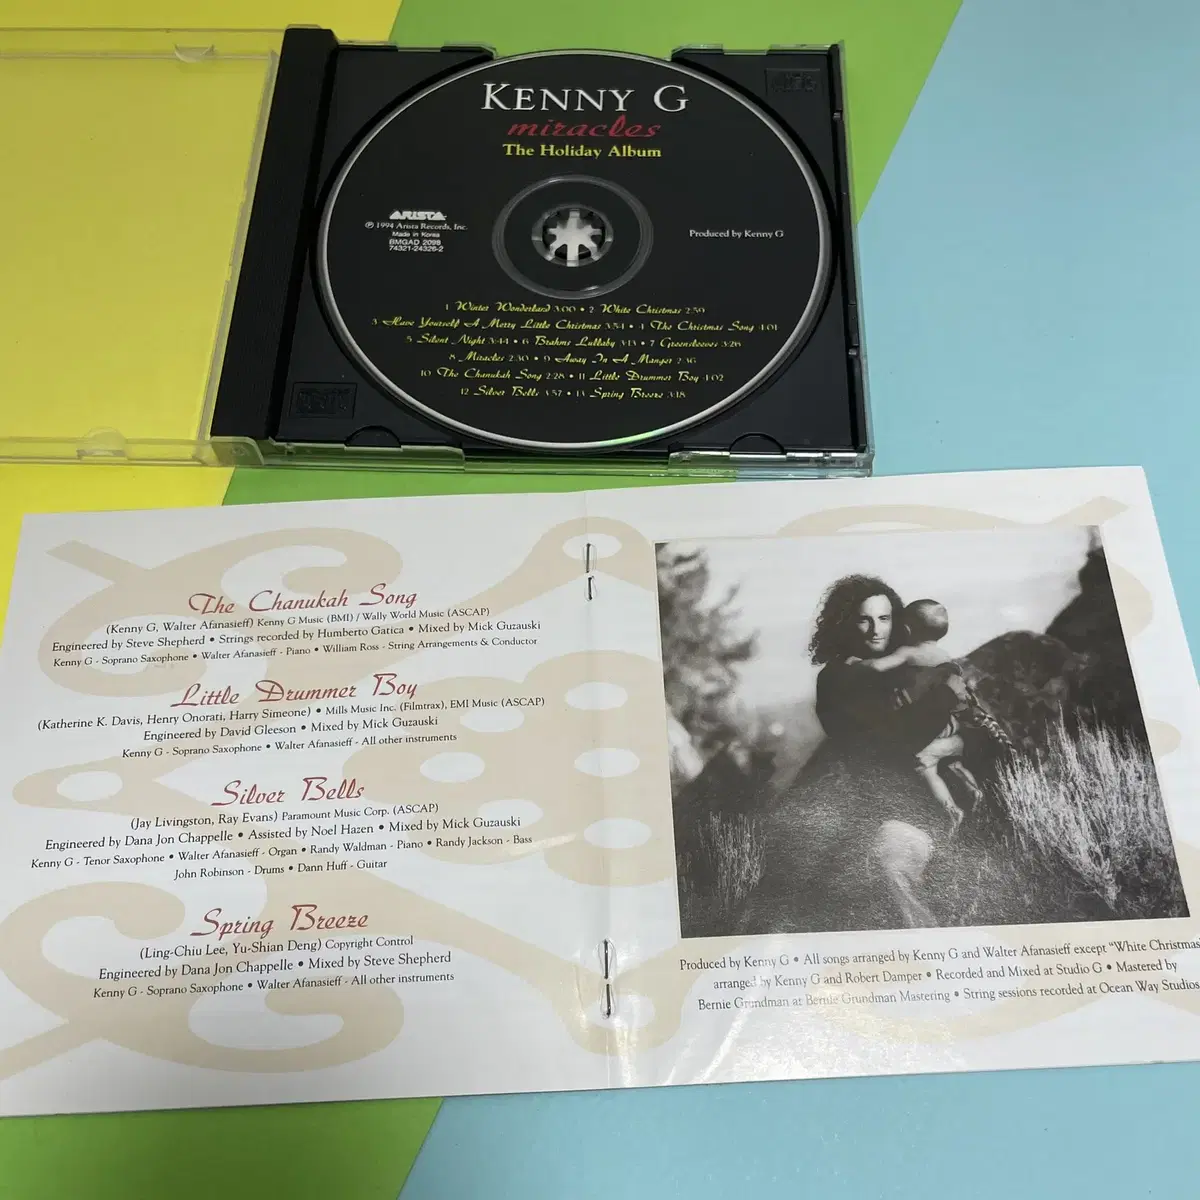 KENNY G
miracles
The Holiday Album
ARISTA
℗ 1994 Arista Records, Inc.
Made in Korea
BMGAD 2098
74321-24326-2
Produced by Kenny G
1 Winter Wonderland 3:00 • 2 White Christmas 2:59
3 Have Yourself A Merry Little Christmas 3:54 • 4 The Christmas Song 4:01
5 Silent Night 3:44 • 6 Brahms Lullaby 3:13 • 7 Greensleeves 3:26
8 Miracles 2:30 • 9 Away In A Manger 2:36
10 The Chanukah Song 2:28 • 11 Little Drummer Boy 4:02
12 Silver Bells 3:57 • 13 Spring Breeze 3:18
The Chanukah Song
(Kenny G, Walter Afanasieff) Kenny G Music (BMI) / Wally World Music (ASCAP)
Engineered by Steve Shepherd • Strings recorded by Humberto Gatica • Mixed by Mick Guzauski
Kenny G - Soprano Saxophone • Walter Afanasieff - Piano • William Ross - String Arrangements & Conductor
Little Drummer Boy
(Katherine K. Davis, Henry Onorati, Harry Simeone) • Mills Music Inc. (Filmtrax), EMI Music (ASCAP)
Engineered by David Gleeson • Mixed by Mick Guzauski
Kenny G - Soprano Saxophone • Walter Afanasieff - All other instruments
Silver Bells
(Jay Livingston, Ray Evans) Paramount Music Corp. (ASCAP)
Engineered by Dana Jon Chappelle • Assisted by Noel Hazen • Mixed by Mick Guzauski
Kenny G - Tenor Saxophone • Walter Afanasieff - Organ • Randy Waldman - Piano • Randy Jackson - Bass
John Robinson - Drums • Dann Huff - Guitar
Spring Breeze
(Ling-Chiu Lee, Yu-Shian Deng) Copyright Control
Engineered by Dana Jon Chappelle • Mixed by Steve Shepherd
Kenny G - Soprano Saxophone • Walter Afanasieff - All other instruments
Produced by Kenny G • All songs arranged by Kenny G and Walter Afanasieff except "White Christmas
arranged by Kenny G and Robert Damper • Recorded and Mixed at Studio G • Mastered by
Bernie Grundman at Bernie Grundman Mastering • String sessions recorded at Ocean Way Studios